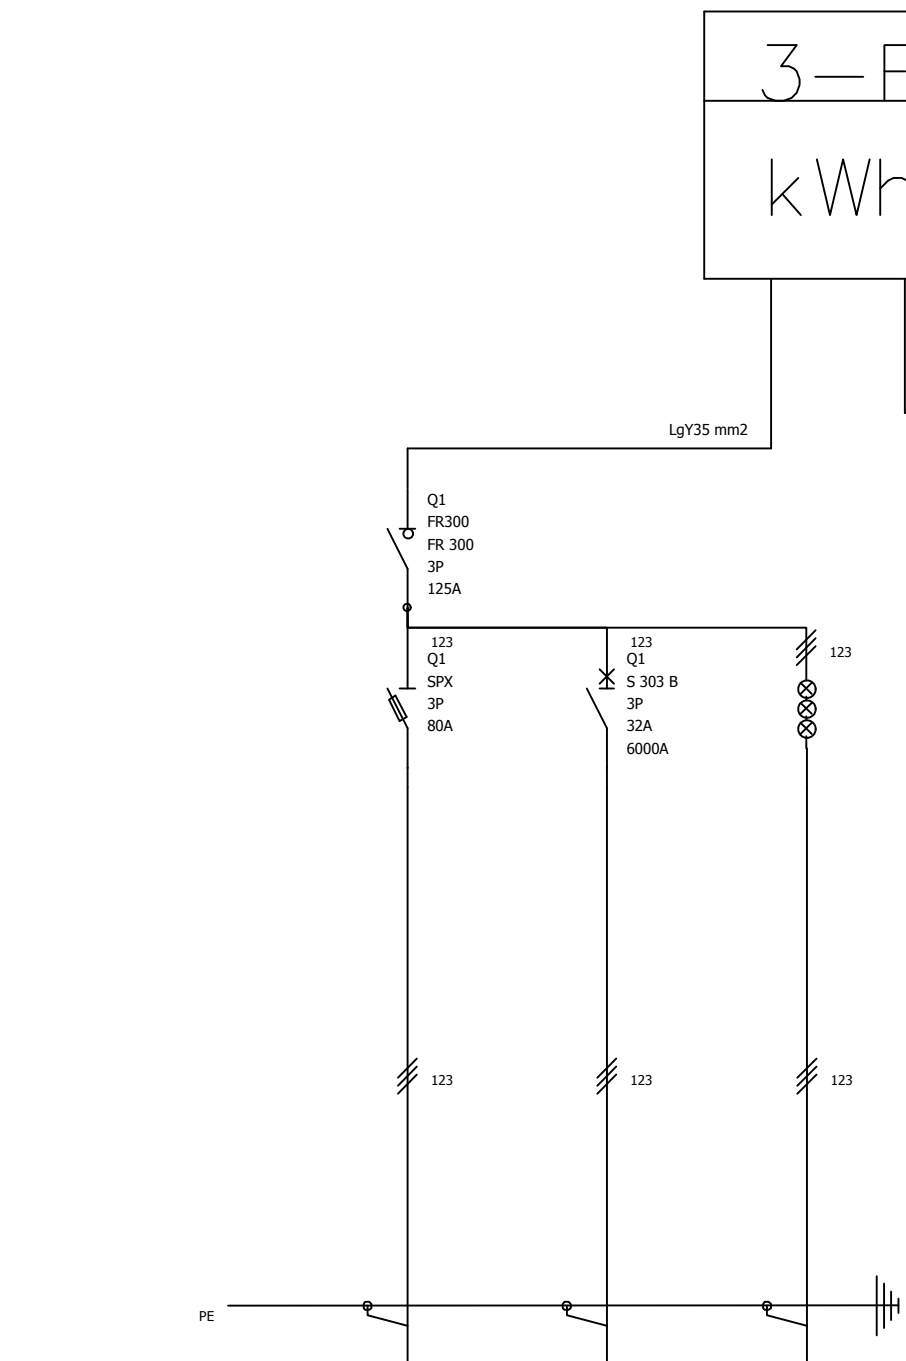 3-F
kWh
LgY35 mm2
Q1
FR300
FR 300
3P
125A
123
Q1
SPX
3P
80A
123
Q1
S 303 B
3P
32A
6000A
123
123
123
123
PE